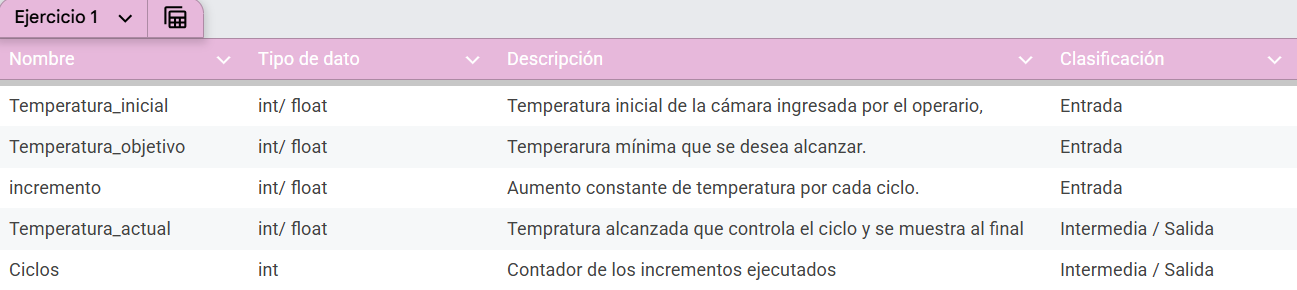 Ejercicio 1
Nombre Tipo de dato Descripción Clasificación
Temperatura_inicial int/ float Temperatura inicial de la cámara ingresada por el operario, Entrada
Temperatura_objetivo int/ float Temperarura mínima que se desea alcanzar. Entrada
incremento int/ float Aumento constante de temperatura por cada ciclo. Entrada
Temperatura_actual int/ float Tempratura alcanzada que controla el ciclo y se muestra al final Intermedia / Salida
Ciclos int Contador de los incrementos ejecutados Intermedia / Salida